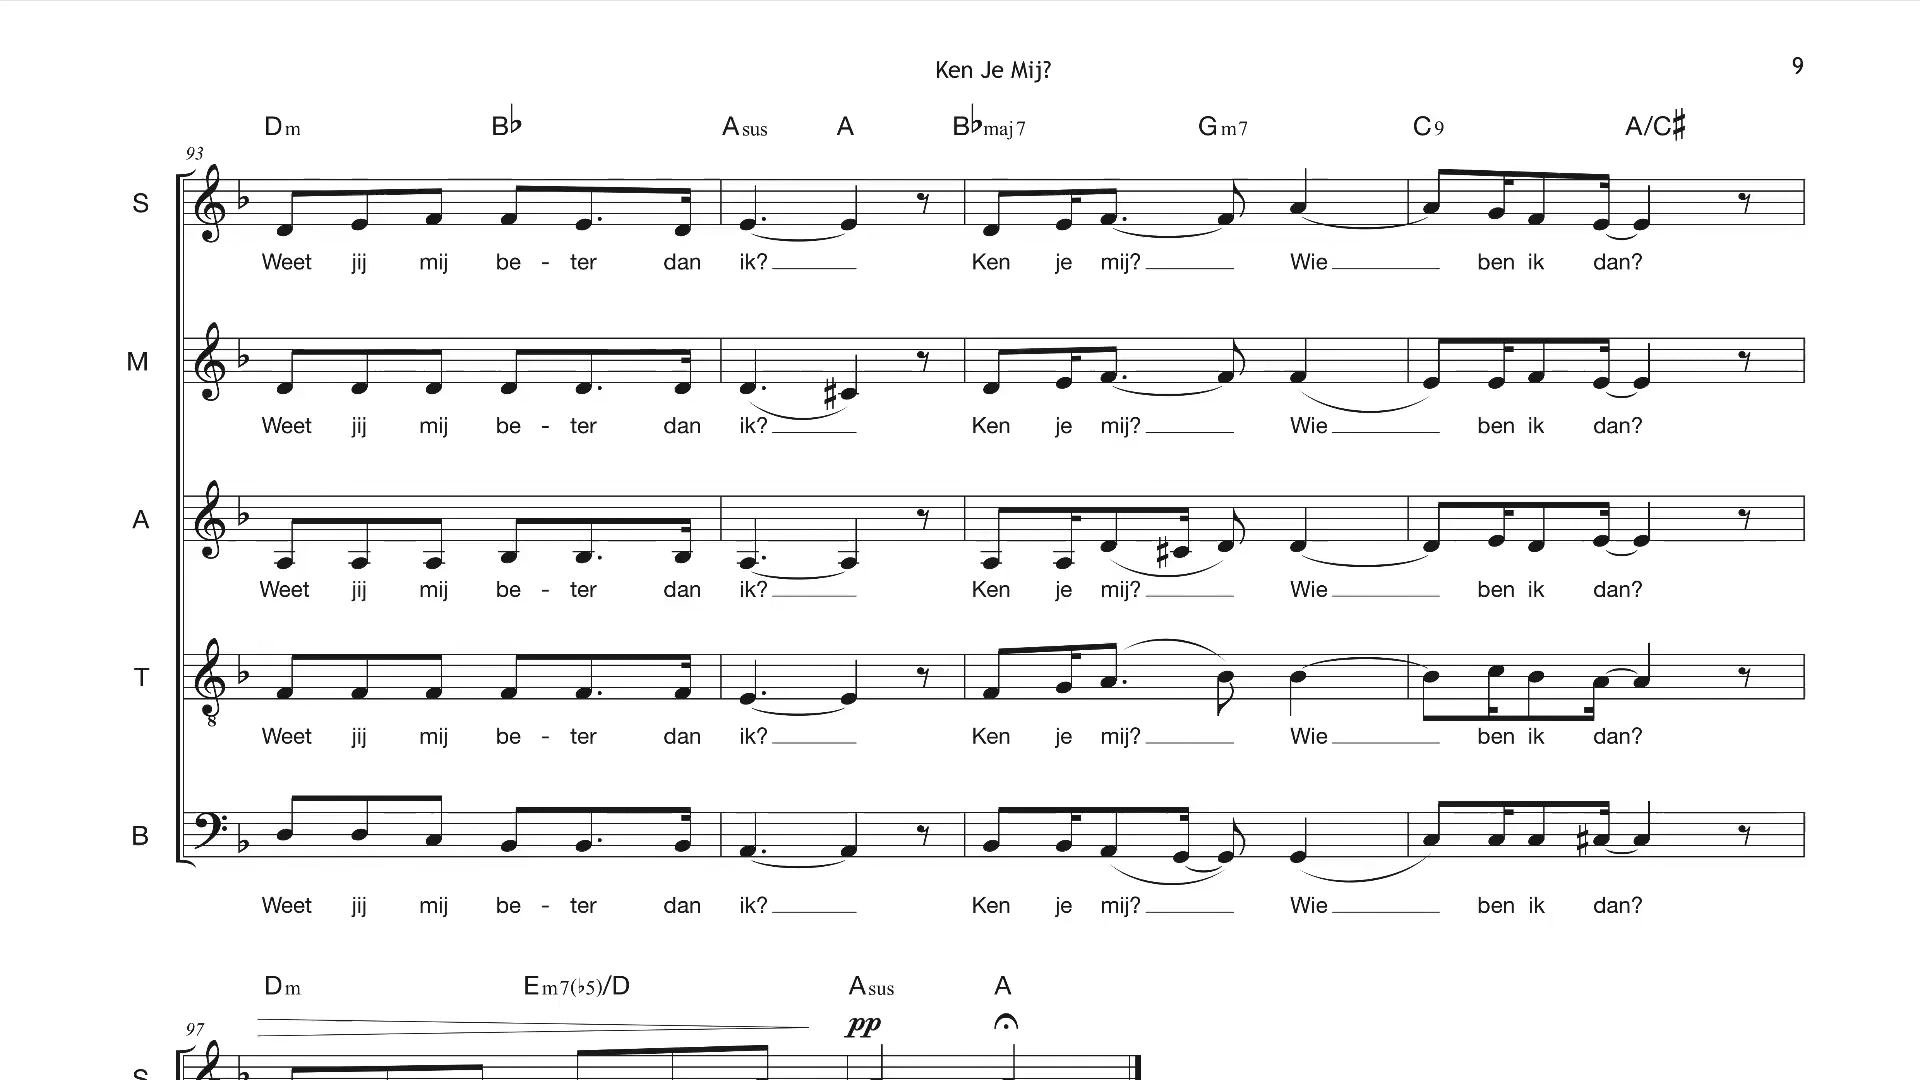 Ken Je Mij?
9
Dm B♭ Asus A B♭maj7 Gm7 C9 A/C♯
93
S
Weet jij mij be - ter dan ik? Ken je mij? Wie ben ik dan?
M
Weet jij mij be - ter dan ik? Ken je mij? Wie ben ik dan?
A
Weet jij mij be - ter dan ik? Ken je mij? Wie ben ik dan?
T
8
Weet jij mij be - ter dan ik? Ken je mij? Wie ben ik dan?
B
Weet jij mij be - ter dan ik? Ken je mij? Wie ben ik dan?
Dm Em7(♭5)/D Asus A
97
pp
S